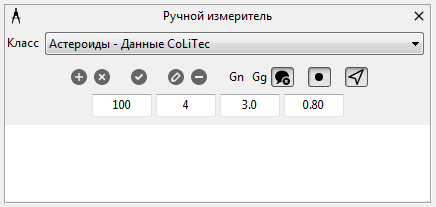 Ручной измеритель
Класс Астероиды - Данные CoLiTec
Gn Gg
100 4 3.0 0.80